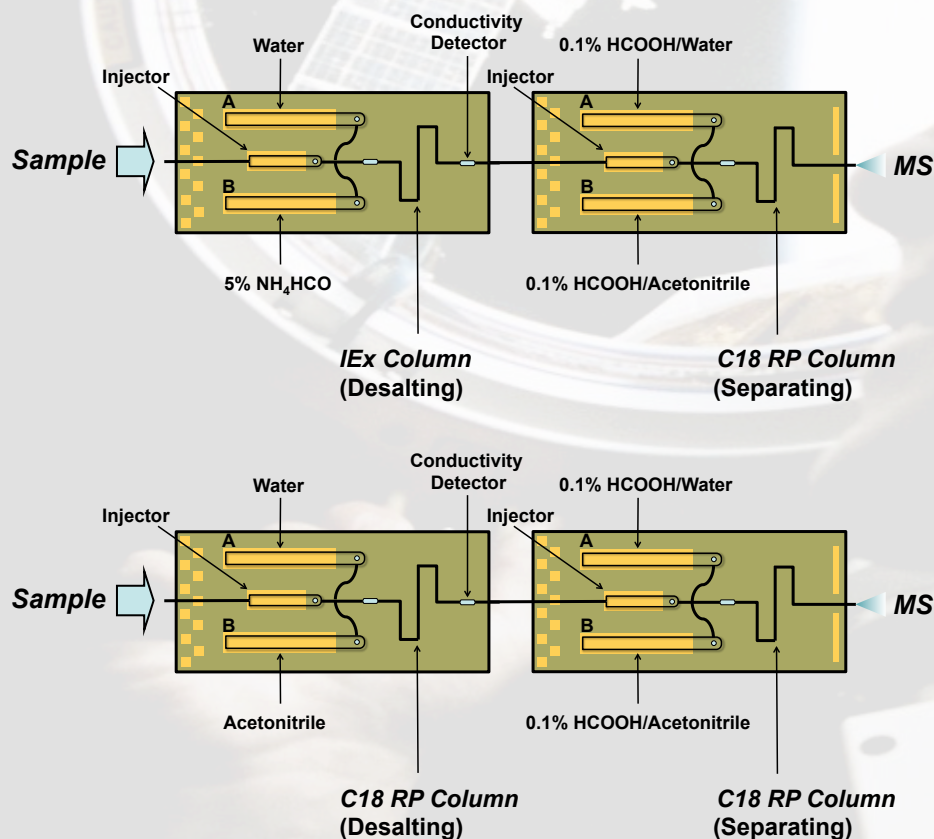 Conductivity
Detector
Water
0.1% HCOOH/Water
Injector
Injector
A
A
Sample
MS
B
B
5% NH₄HCO
0.1% HCOOH/Acetonitrile
IEx Column
(Desalting)
C18 RP Column
(Separating)
Conductivity
Detector
Water
0.1% HCOOH/Water
Injector
Injector
A
A
Sample
MS
B
B
Acetonitrile
0.1% HCOOH/Acetonitrile
C18 RP Column
(Desalting)
C18 RP Column
(Separating)